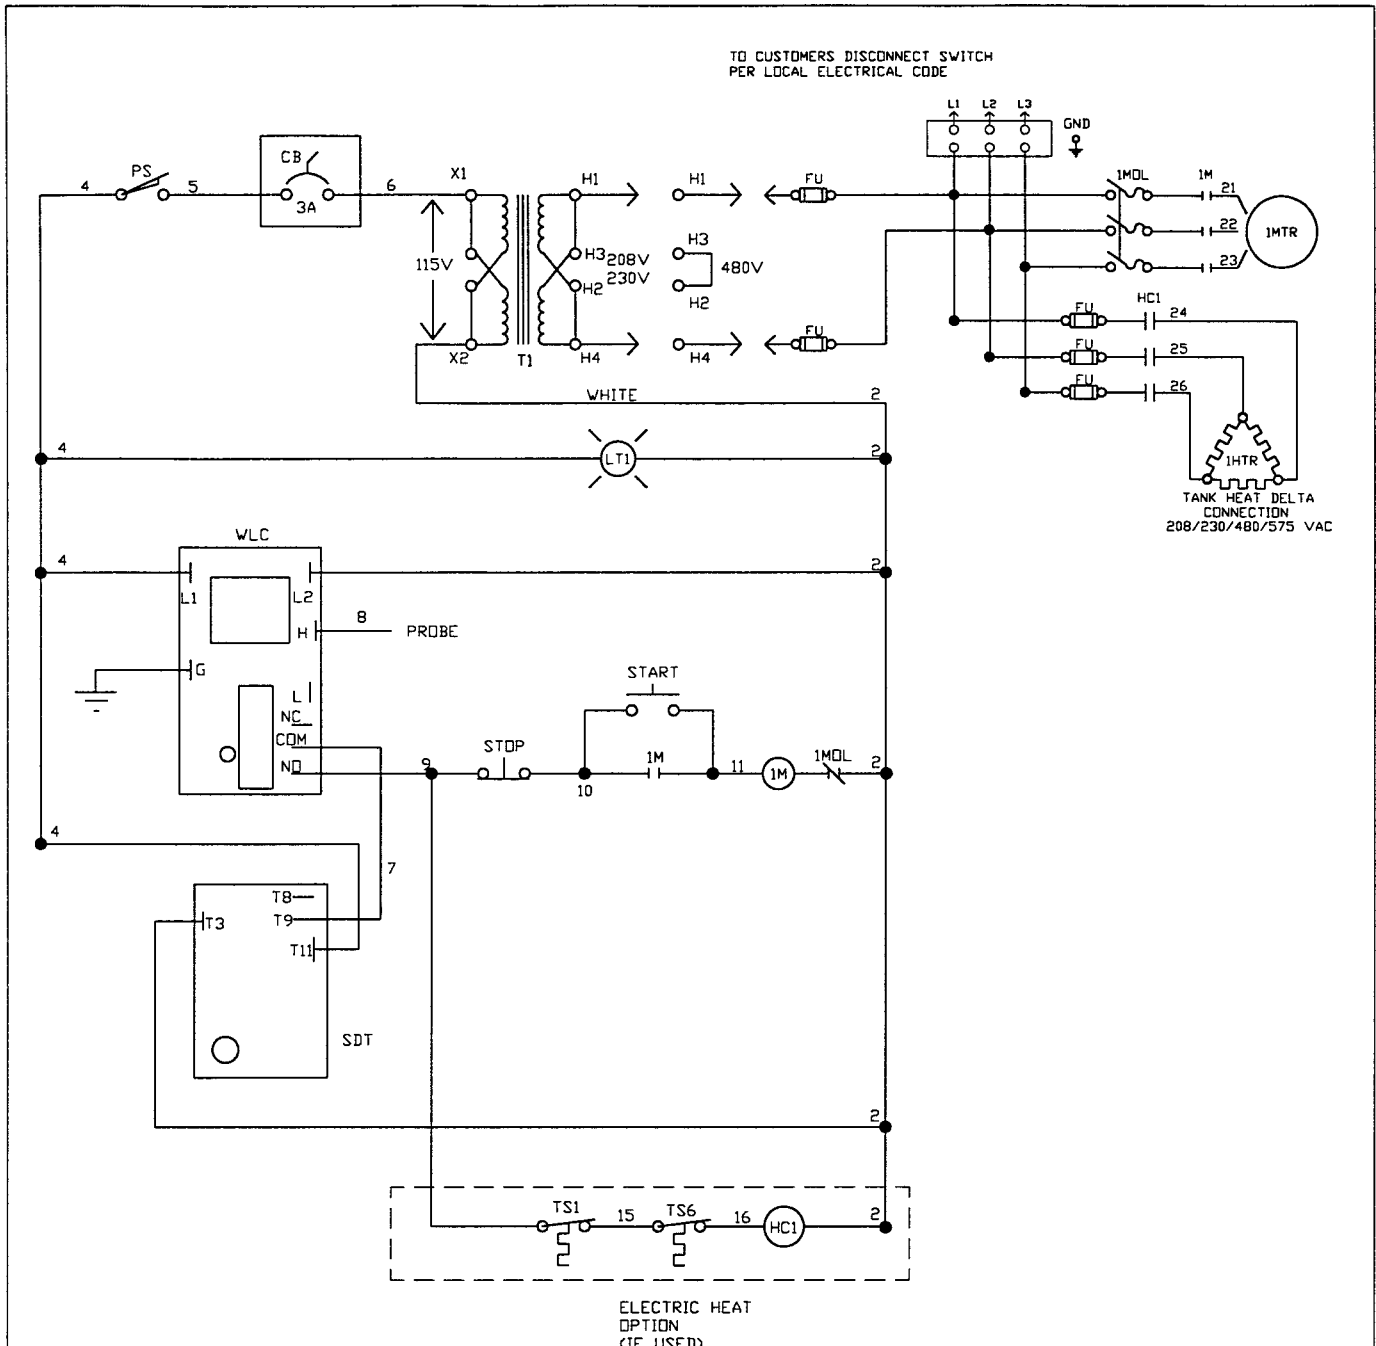 TO CUSTOMERS DISCONNECT SWITCH
PER LOCAL ELECTRICAL CODE
L1 L2 L3
GND
PS
CB
3A
4
5
6
X1
X2
115V
T1
H1
H3 208V
H2 230V
H4
H1
H3
480V
H2
H4
FU
FU
1MOL
1M
21
22
23
1MTR
HC1
FU
24
FU
25
FU
26
1HTR
TANK HEAT DELTA
CONNECTION
208/230/480/575 VAC
WHITE
2
4
LT1
2
WLC
4
2
L1
L2
H
8
PROBE
G
L
NC
COM
NO
START
STOP
9
10
1M
11
1M
1MOL
2
4
7
T8
T3
T9
T11
SDT
2
TS1
15
TS6
16
HC1
2
ELECTRIC HEAT
OPTION
(IF USED)